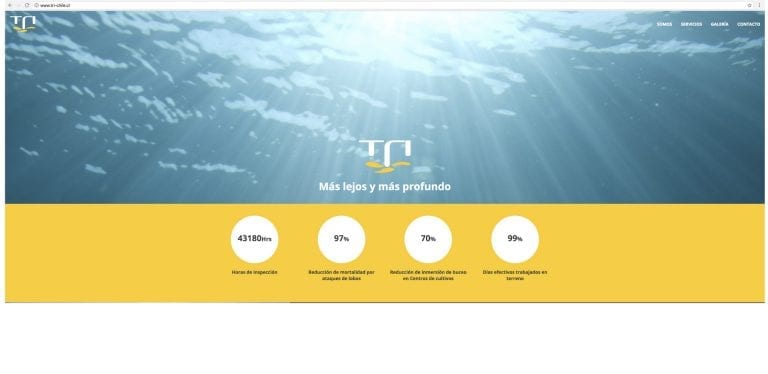 www.tri-chile.cl
TRI
SOMOS SERVICIOS GALERÍA CONTACTO
TRI
Más lejos y más profundo
43180Hrs 97% 70% 99%
Horas de inspección
Reducción de mortalidad por
ataques de lobos
Reducción de inmersión de buceo
en Centros de cultivos
Días efectivos trabajados en
terreno